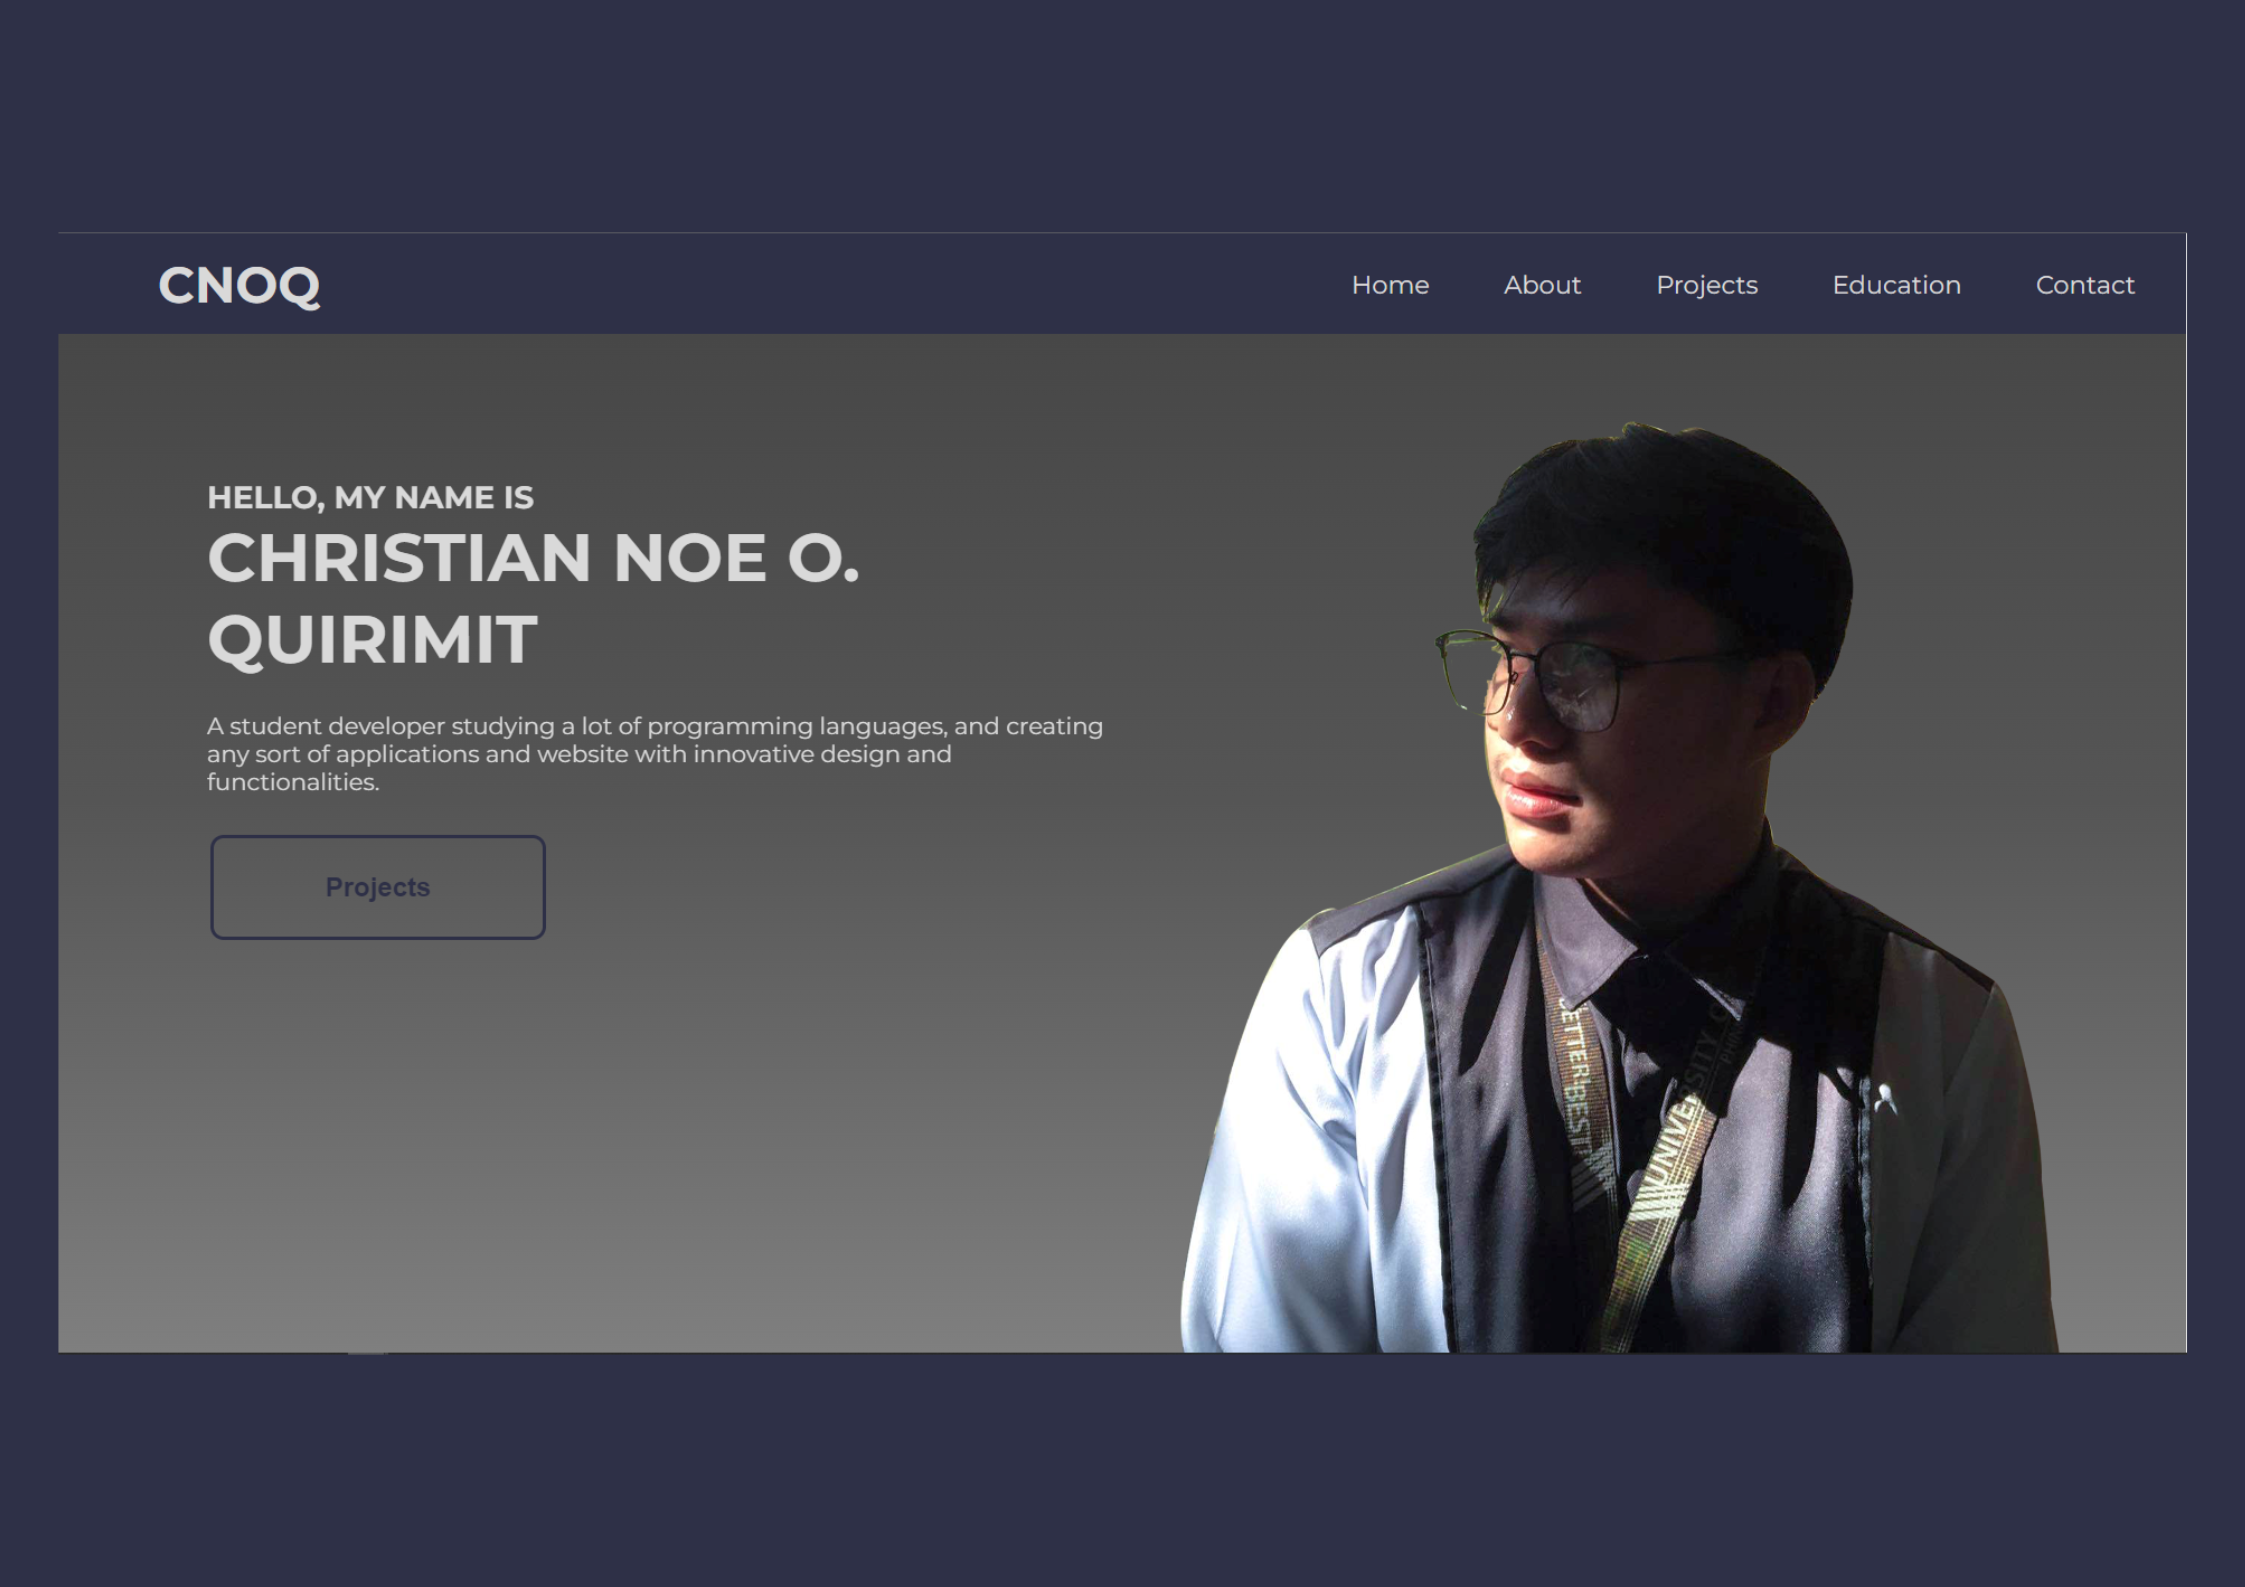 CNOQ
Home About Projects Education Contact
HELLO, MY NAME IS
CHRISTIAN NOE O.
QUIRIMIT
A student developer studying a lot of programming languages, and creating
any sort of applications and website with innovative design and
functionalities.
Projects
BEST
UNIVERSITY